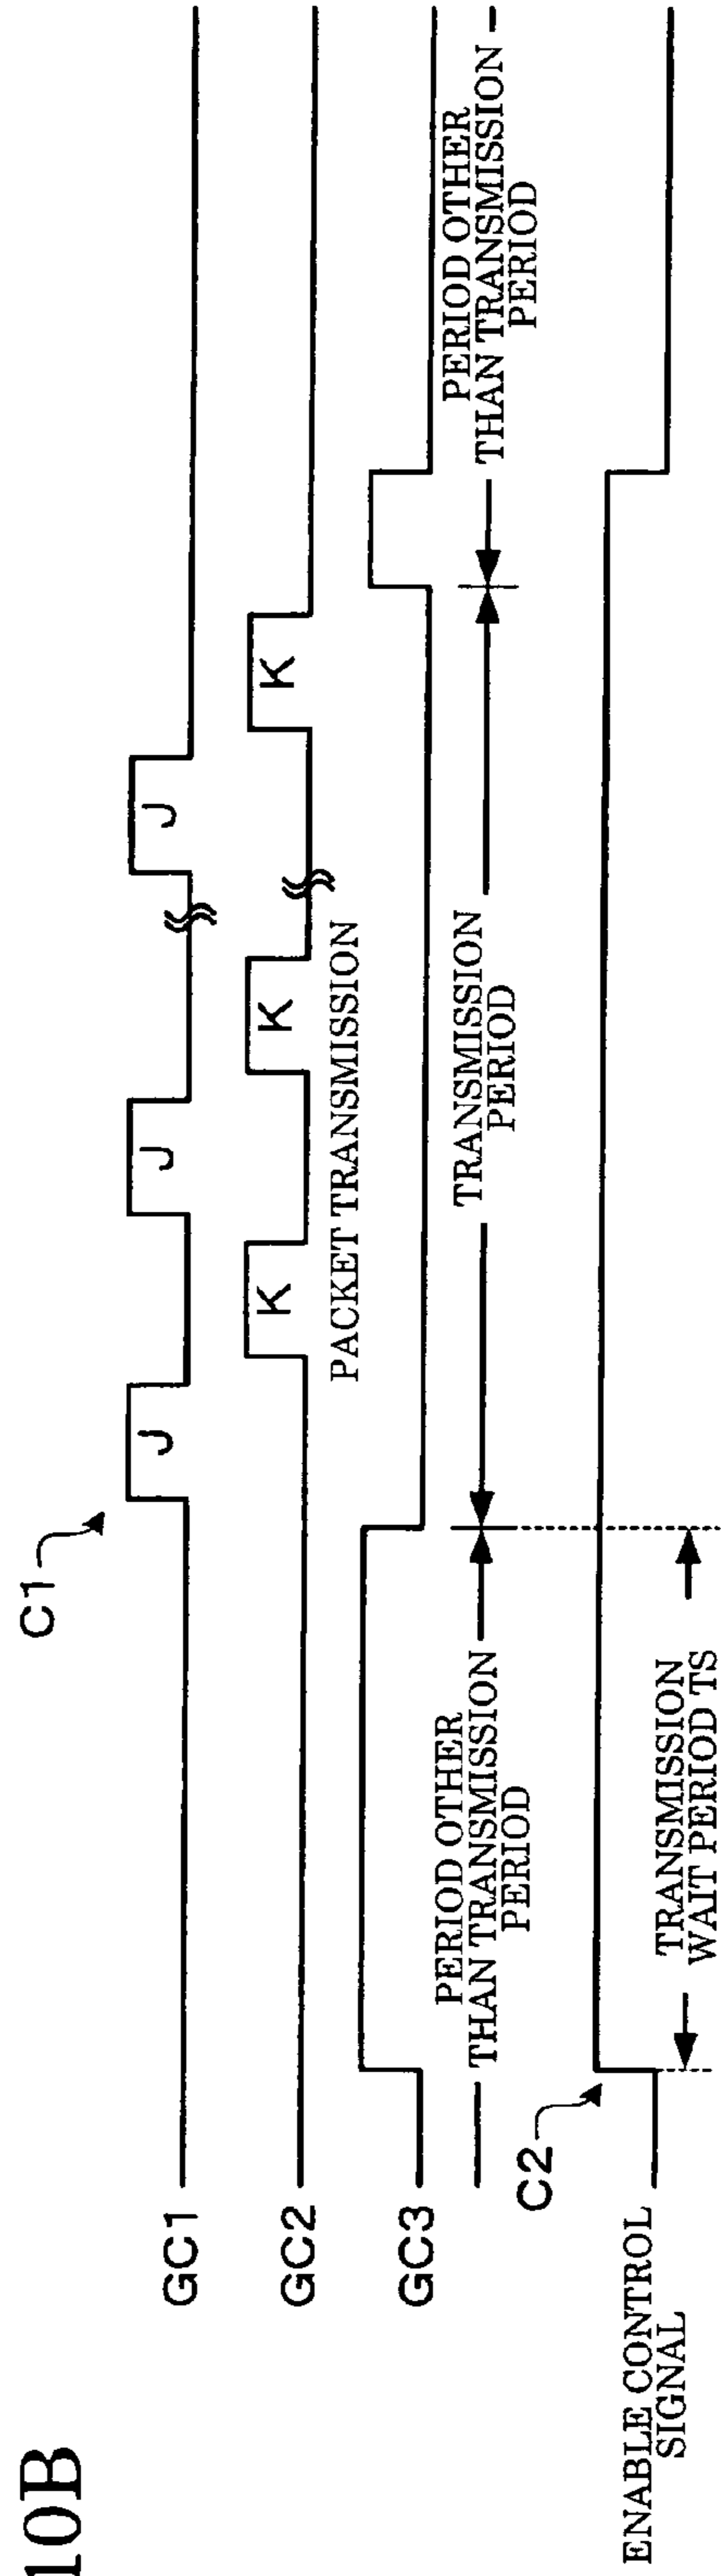 10B
C1
GC1
J
J
J
GC2
K
K
K
PACKET TRANSMISSION
GC3
PERIOD OTHER
THAN TRANSMISSION
PERIOD
TRANSMISSION
PERIOD
PERIOD OTHER
THAN TRANSMISSION
PERIOD
C2
ENABLE CONTROL
SIGNAL
TRANSMISSION
WAIT PERIOD TS